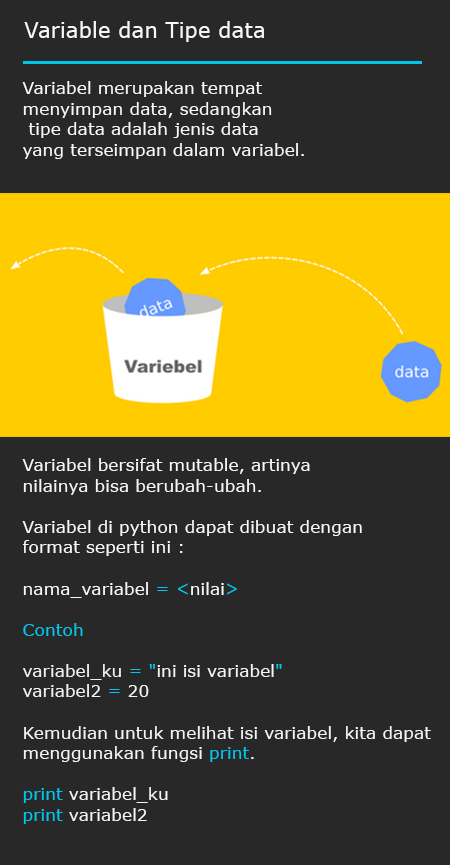 Variable dan Tipe data
Variabel merupakan tempat
menyimpan data, sedangkan
tipe data adalah jenis data
yang terseimpan dalam variabel.
data
Variebel
data
Variabel bersifat mutable, artinya
nilainya bisa berubah-ubah.
Variabel di python dapat dibuat dengan
format seperti ini :
nama_variabel = <nilai>
Contoh
variabel_ku = "ini isi variabel"
variabel2 = 20
Kemudian untuk melihat isi variabel, kita dapat
menggunakan fungsi print.
print variabel_ku
print variabel2